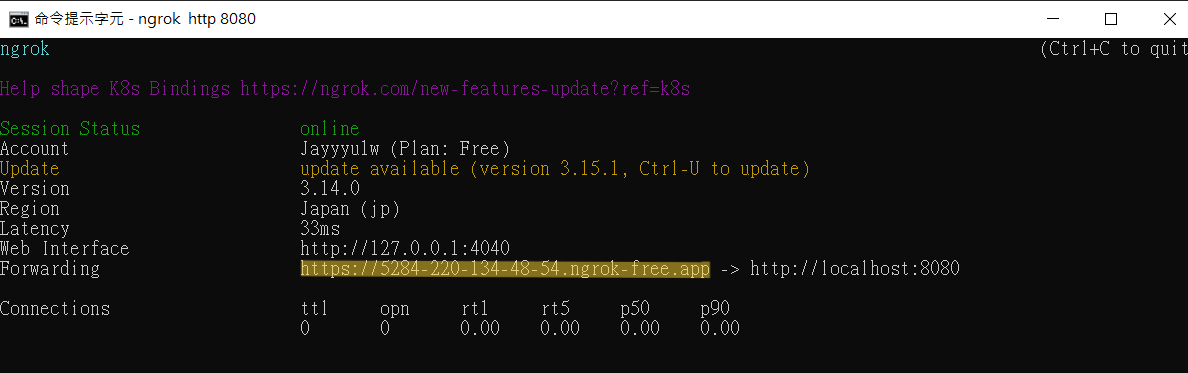 命令提示字元 - ngrok http 8080
ngrok (Ctrl+C to quit
Help shape K8s Bindings https://ngrok.com/new-features-update?ref=k8s
Session Status online
Account Jayyyulw (Plan: Free)
Update update available (version 3.15.1, Ctrl-U to update)
Version 3.14.0
Region Japan (jp)
Latency 33ms
Web Interface http://127.0.0.1:4040
Forwarding https://5284-220-134-48-54.ngrok-free.app -> http://localhost:8080
Connections ttl opn rt1 rt5 p50 p90
0 0 0.00 0.00 0.00 0.00